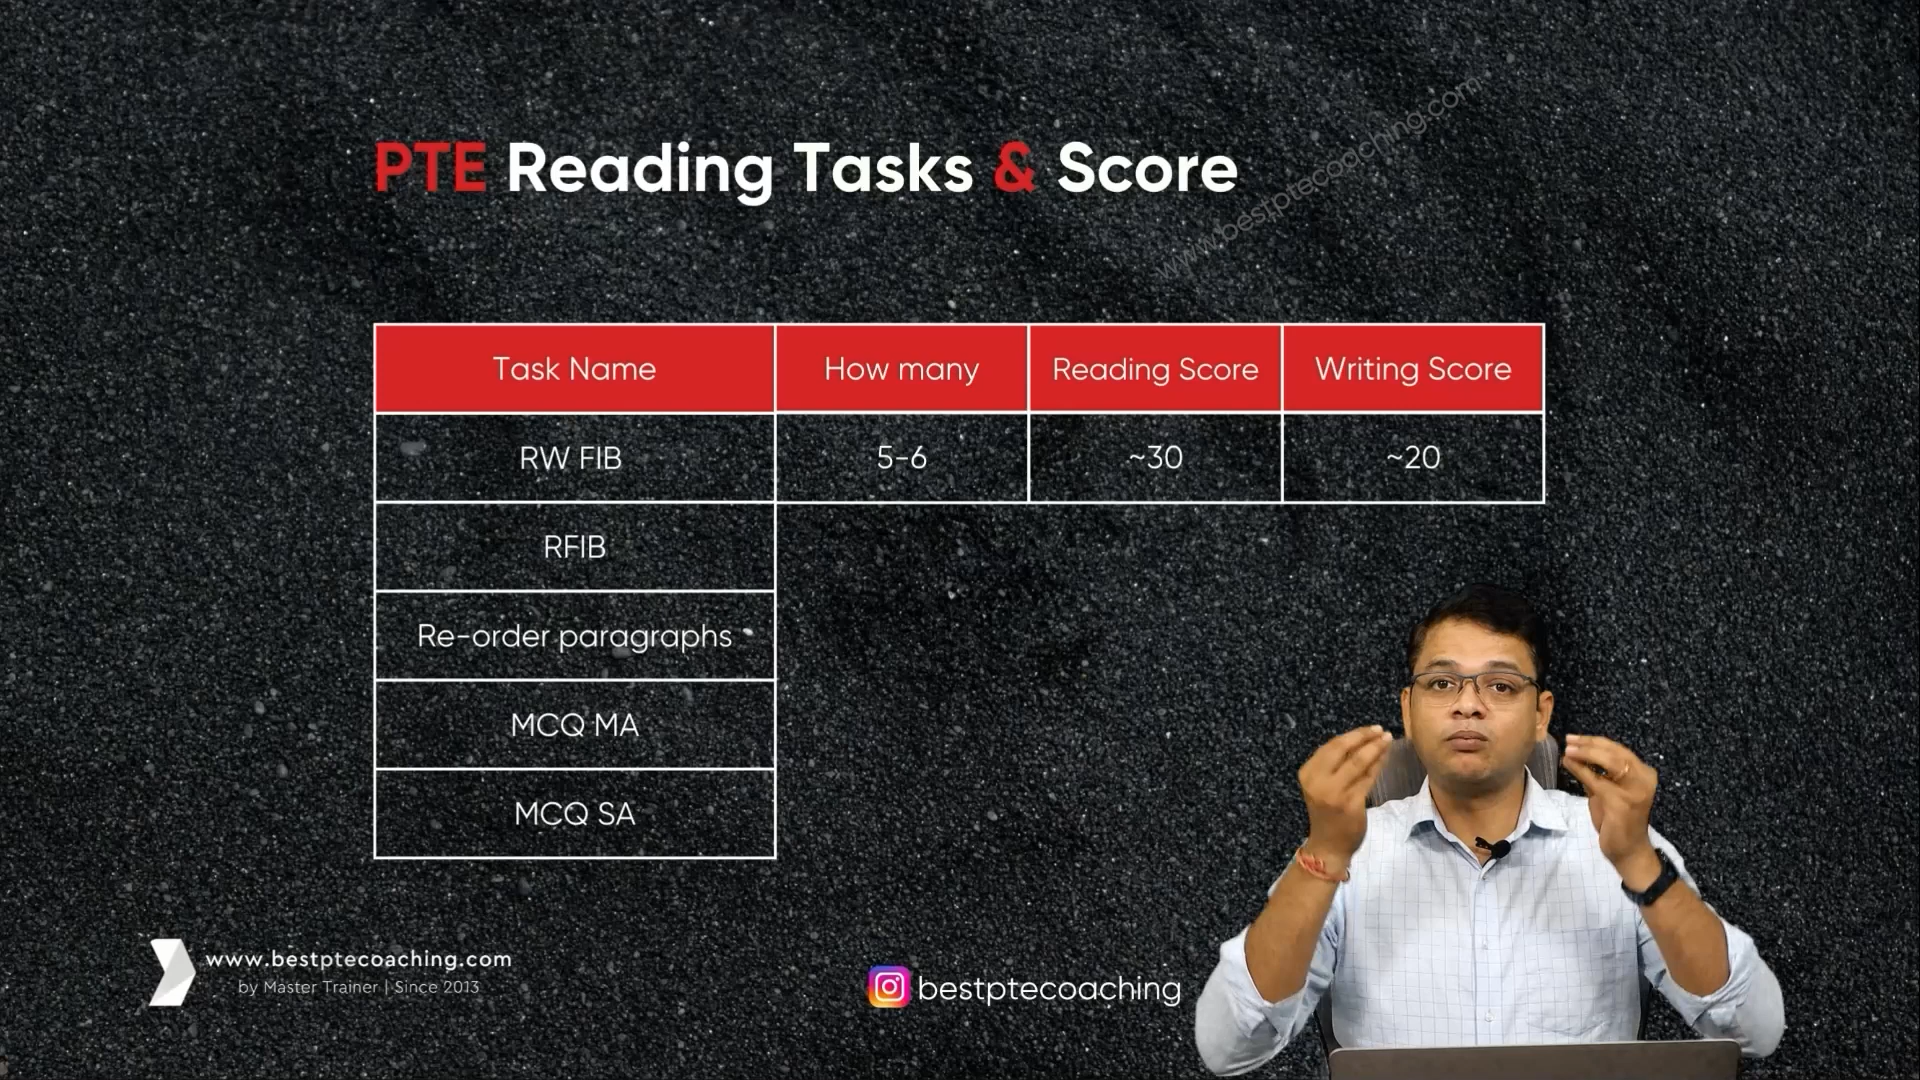 www.bestptecoaching.com
PTE Reading Tasks & Score
Task Name How many Reading Score Writing Score
RW FIB 5-6 ~30 ~20
RFIB
Re-order paragraphs
MCQ MA
MCQ SA
www.bestptecoaching.com
by Master Trainer | Since 2013
bestptecoaching